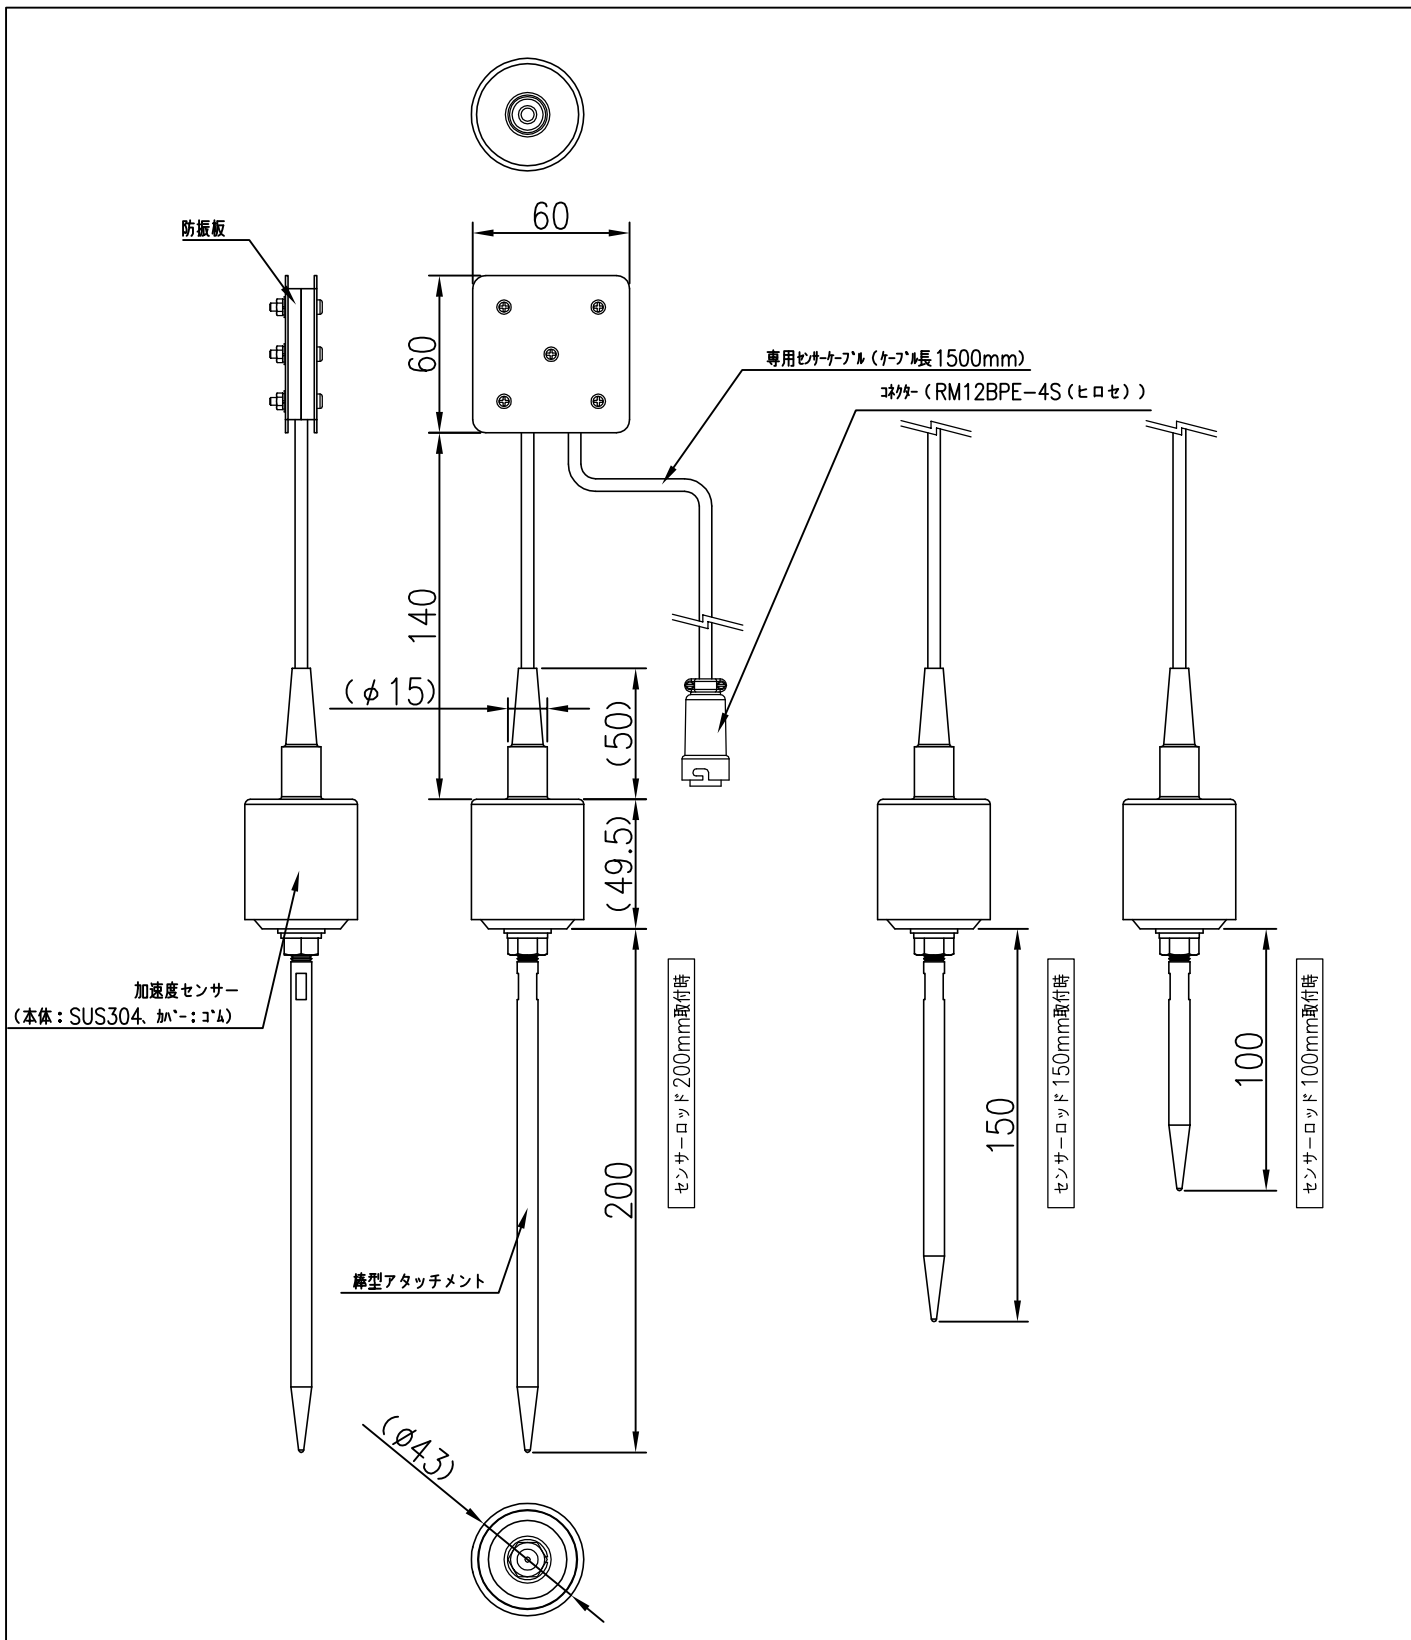 60
防振板
60
専用ｾﾝｻｰｹｰﾌﾞﾙ（ｹｰﾌﾞﾙ長1500mm）
ｺﾈｸﾀｰ（RM12BPE-4S（ヒロセ））
140
（φ15）
（50）
（49.5）
加速度センサー
（本体：SUS304、ｶﾊﾞｰ：ｺﾞﾑ）
センサーロッド200mm取付時
センサーロッド150mm取付時
センサーロッド100mm取付時
100
150
200
棒型アタッチメント
（φ43）